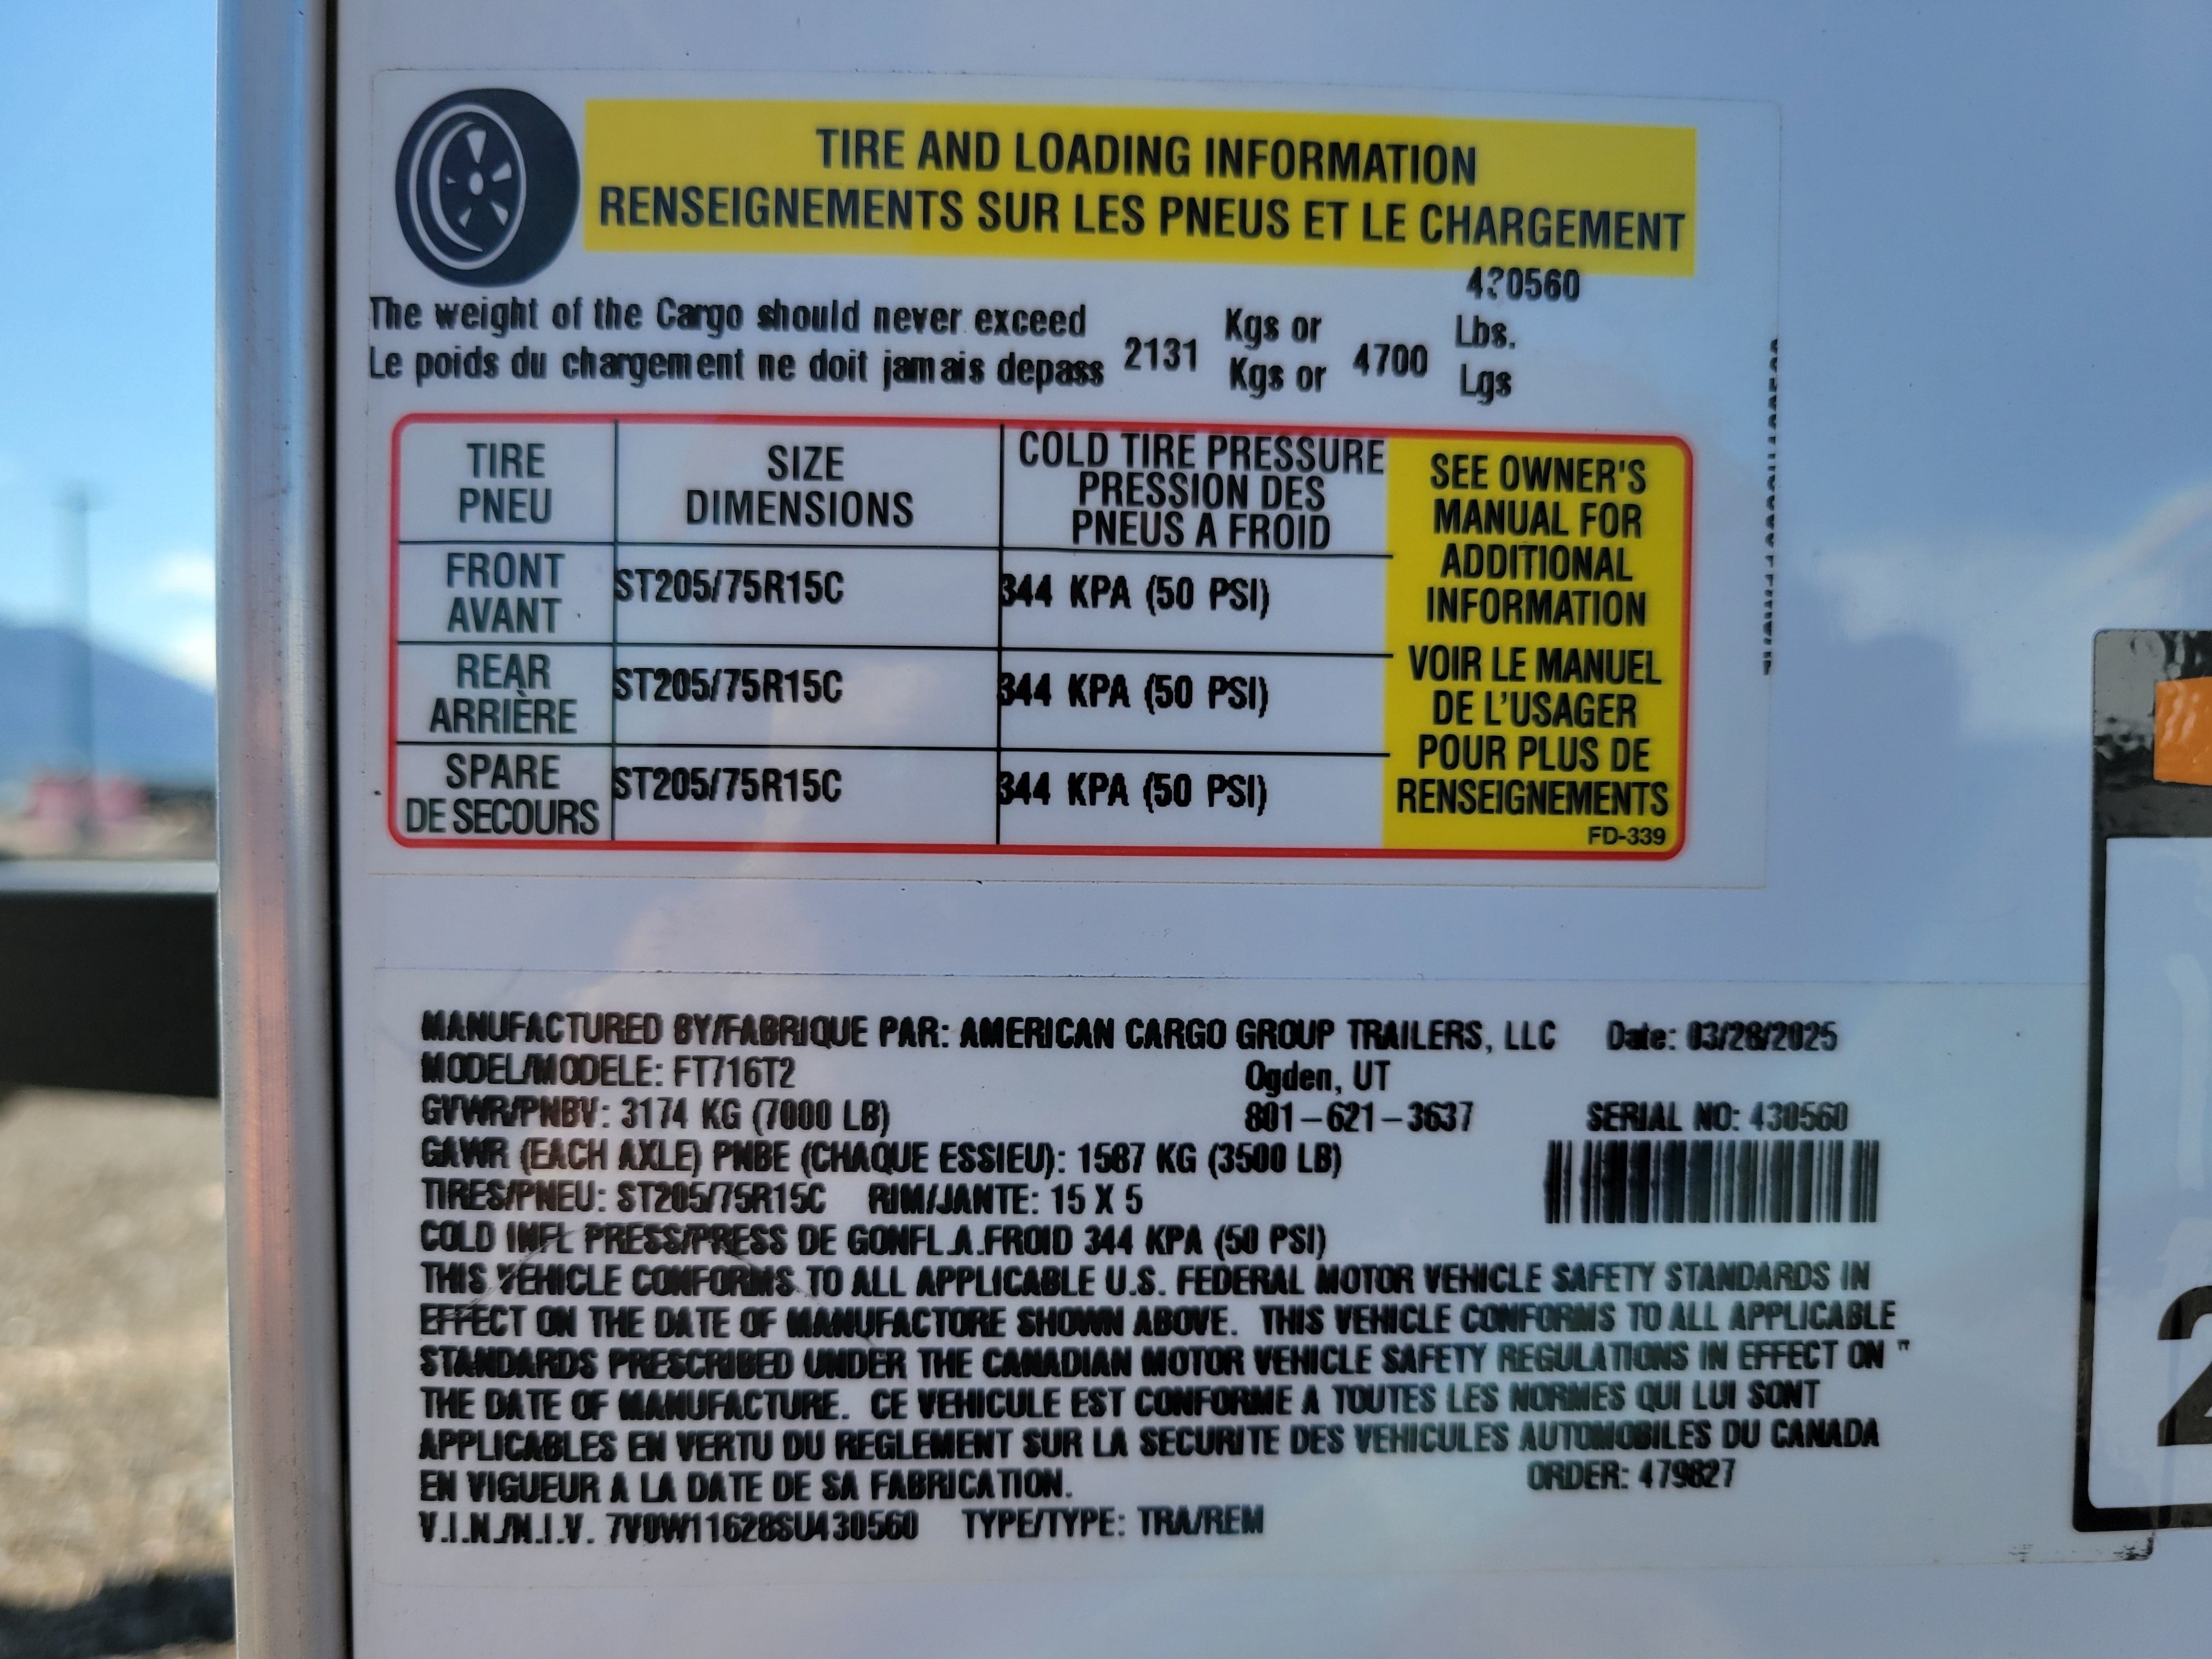 TIRE AND LOADING INFORMATION
RENSEIGNEMENTS SUR LES PNEUS ET LE CHARGEMENT
430560
The weight of the Cargo should never exceed
Le poids du chargement ne doit jamais depass
2131
Kgs or
Kgs or
4700
Lbs.
Lgs
TIRE
PNEU
SIZE
DIMENSIONS
COLD TIRE PRESSURE
PRESSION DES
PNEUS A FROID
FRONT
AVANT
ST205/75R15C
344 KPA (50 PSI)
REAR
ARRIÈRE
ST205/75R15C
344 KPA (50 PSI)
SPARE
DE SECOURS
ST205/75R15C
344 KPA (50 PSI)
SEE OWNER'S
MANUAL FOR
ADDITIONAL
INFORMATION
VOIR LE MANUEL
DE L'USAGER
POUR PLUS DE
RENSEIGNEMENTS
FD-339
MANUFACTURED BY/FABRIQUE PAR: AMERICAN CARGO GROUP TRAILERS, LLC Date: 03/28/2025
MODEL/MODELE: FT716T2 Ogden, UT
GVWR/PNBV: 3174 KG (7000 LB) 801-621-3637 SERIAL NO: 430560
GAWR (EACH AXLE) PNBE (CHAQUE ESSIEU): 1587 KG (3500 LB)
TIRES/PNEU: ST205/75R15C RIM/JANTE: 15 X 5
COLD INFL PRESS/PRESS DE GONFL.A.FROID 344 KPA (50 PSI)
THIS VEHICLE CONFORMS TO ALL APPLICABLE U.S. FEDERAL MOTOR VEHICLE SAFETY STANDARDS IN
EFFECT ON THE DATE OF MANUFACTORE SHOWN ABOVE. THIS VEHICLE CONFORMS TO ALL APPLICABLE
STANDARDS PRESCRIBED UNDER THE CANADIAN MOTOR VEHICLE SAFETY REGULATIONS IN EFFECT ON "
THE DATE OF MANUFACTURE. CE VEHICULE EST CONFORME A TOUTES LES NORMES QUI LUI SONT
APPLICABLES EN VERTU DU REGLEMENT SUR LA SECURITE DES VEHICULES AUTOMOBILES DU CANADA
EN VIGUEUR A LA DATE DE SA FABRICATION. ORDER: 479827
V.I.N./N.I.V. 7V0W11628SU430560 TYPE/TYPE: TRA/REM
2